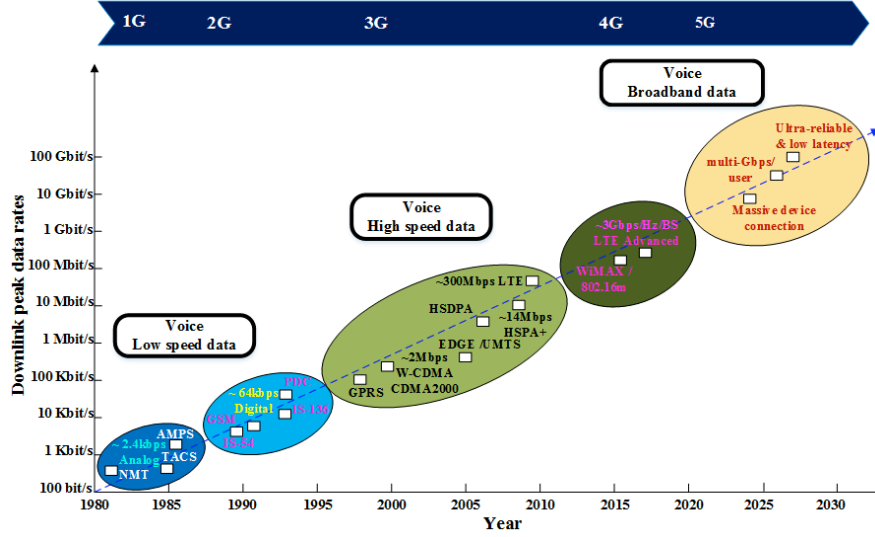 1G 2G 3G 4G 5G
Voice
Broadband data
Voice
High speed data
Voice
Low speed data
Downlink peak data rates
100 Gbit/s
10 Gbit/s
1 Gbit/s
100 Mbit/s
10 Mbit/s
1 Mbit/s
100 Kbit/s
10 Kbit/s
1 Kbit/s
100 bit/s
Ultra-reliable
& low latency
multi-Gbps/
user
Massive device
connection
~3Gbps/Hz/BS
LTE Advanced
WiMAX /
802.16m
~300Mbps LTE
HSDPA
~14Mbps
HSPA+
EDGE /UMTS
~2Mbps
W-CDMA
CDMA2000
GPRS
PDC
~ 64kbps
Digital
IS-136
GSM
IS-54
AMPS
~ 2.4kbps
Analog
TACS
NMT
1980 1985 1990 1995 2000 2005 2010 2015 2020 2025 2030
Year